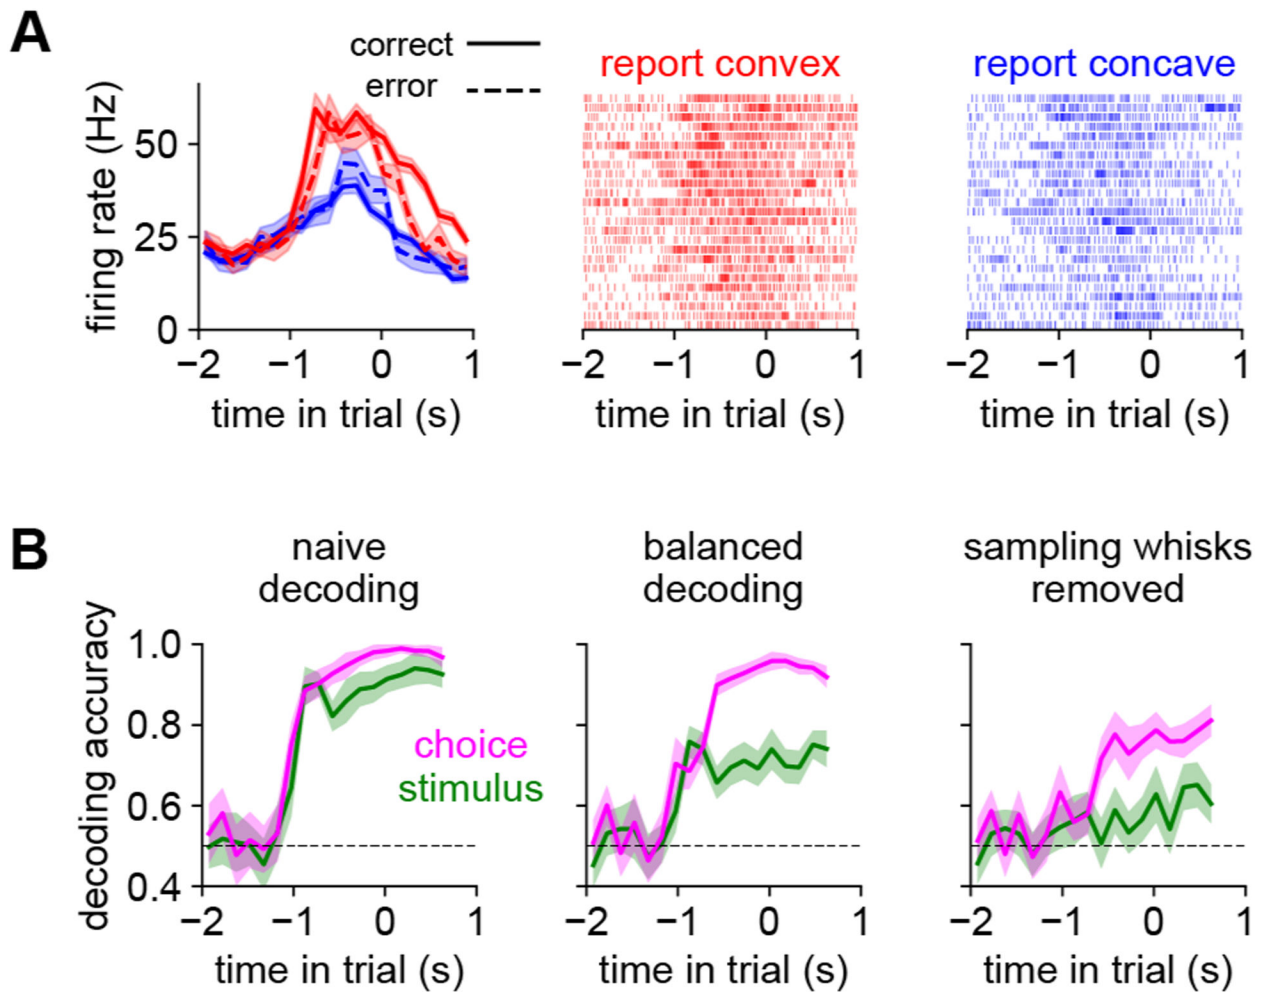 A
correct
error
report convex
report concave
firing rate (Hz)
50
25
0
−2 −1 0 1
−2 −1 0 1
−2 −1 0 1
time in trial (s)
time in trial (s)
time in trial (s)
B
naive
decoding
balanced
decoding
sampling whisks
removed
decoding accuracy
1.0
0.8
0.6
0.4
choice
stimulus
−2 −1 0 1
−2 −1 0 1
−2 −1 0 1
time in trial (s)
time in trial (s)
time in trial (s)